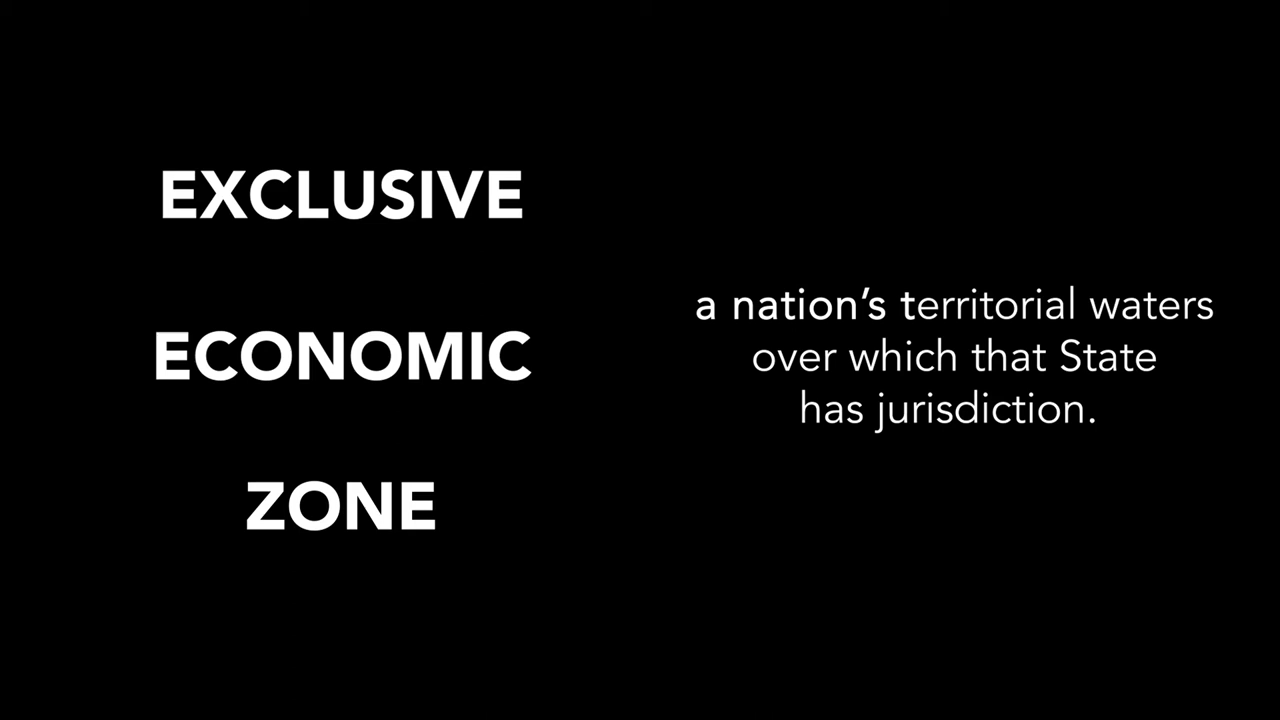 EXCLUSIVE
ECONOMIC
ZONE
a nation’s territorial waters
over which that State
has jurisdiction.